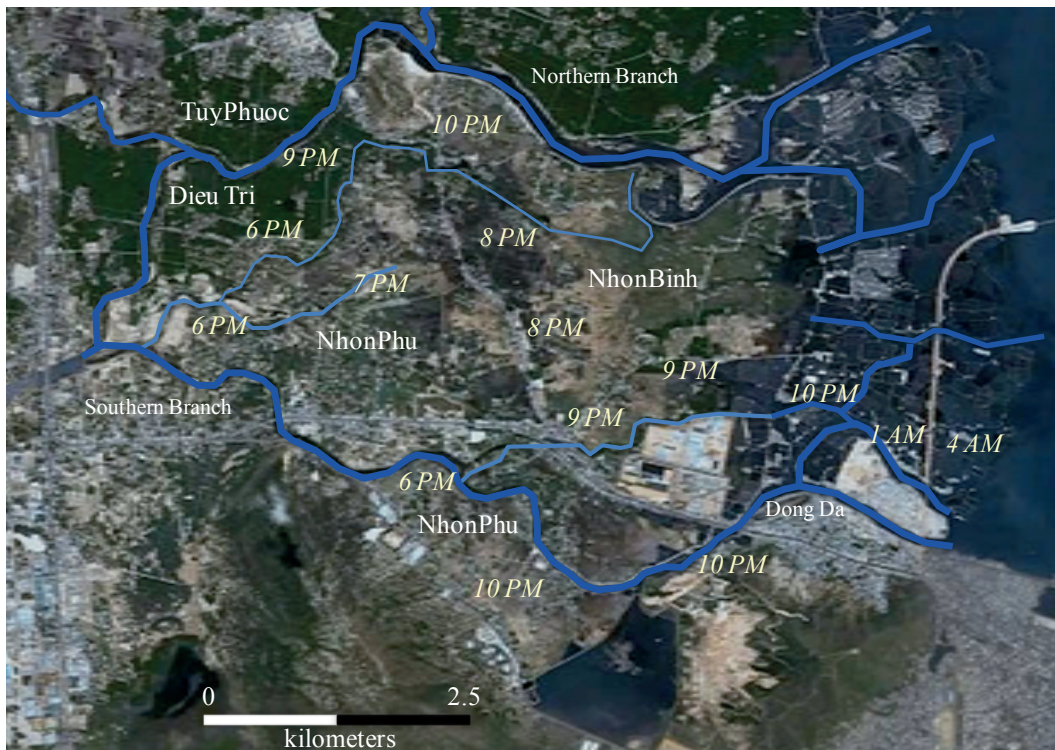 Northern Branch
TuyPhuoc
10 PM
9 PM
Dieu Tri
6 PM
8 PM
7 PM
NhonBinh
6 PM
8 PM
NhonPhu
9 PM
10 PM
Southern Branch
9 PM
1 AM
4 AM
6 PM
NhonPhu
Dong Da
10 PM
10 PM
0 2.5
kilometers